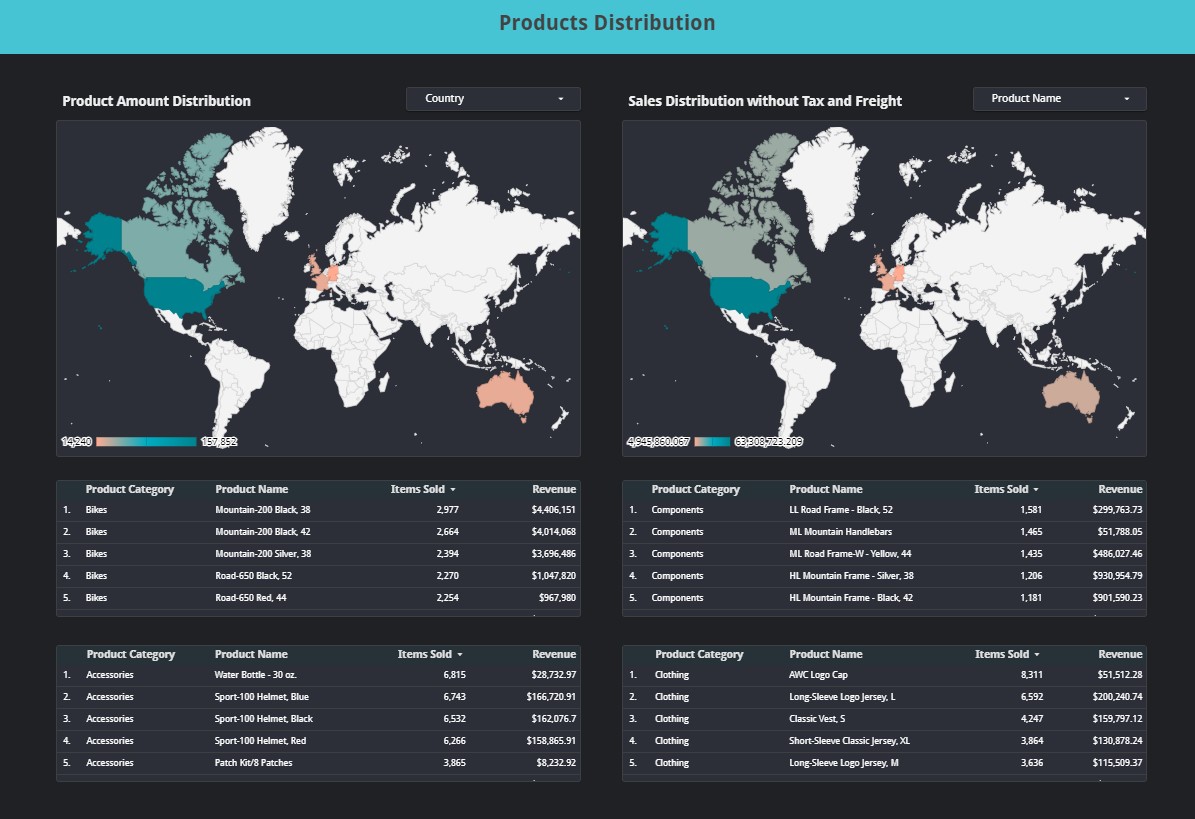 Products Distribution
Product Amount Distribution
Country
Sales Distribution without Tax and Freight
Product Name
14,240
157,852
4,945,860.067
63,308,723.209
Product Category Product Name Items Sold Revenue
1. Bikes Mountain-200 Black, 38 2,977 $4,406,151
2. Bikes Mountain-200 Black, 42 2,664 $4,014,068
3. Bikes Mountain-200 Silver, 38 2,394 $3,696,486
4. Bikes Road-650 Black, 52 2,270 $1,047,820
5. Bikes Road-650 Red, 44 2,254 $967,980
Product Category Product Name Items Sold Revenue
1. Components LL Road Frame - Black, 52 1,581 $299,763.73
2. Components ML Mountain Handlebars 1,465 $51,788.05
3. Components ML Road Frame-W - Yellow, 44 1,435 $486,027.46
4. Components HL Mountain Frame - Silver, 38 1,206 $930,954.79
5. Components HL Mountain Frame - Black, 42 1,181 $901,590.23
Product Category Product Name Items Sold Revenue
1. Accessories Water Bottle - 30 oz. 6,815 $28,732.97
2. Accessories Sport-100 Helmet, Blue 6,743 $166,720.91
3. Accessories Sport-100 Helmet, Black 6,532 $162,076.7
4. Accessories Sport-100 Helmet, Red 6,266 $158,865.91
5. Accessories Patch Kit/8 Patches 3,865 $8,232.92
Product Category Product Name Items Sold Revenue
1. Clothing AWC Logo Cap 8,311 $51,512.28
2. Clothing Long-Sleeve Logo Jersey, L 6,592 $200,240.74
3. Clothing Classic Vest, S 4,247 $159,797.12
4. Clothing Short-Sleeve Classic Jersey, XL 3,864 $130,878.24
5. Clothing Long-Sleeve Logo Jersey, M 3,636 $115,509.37